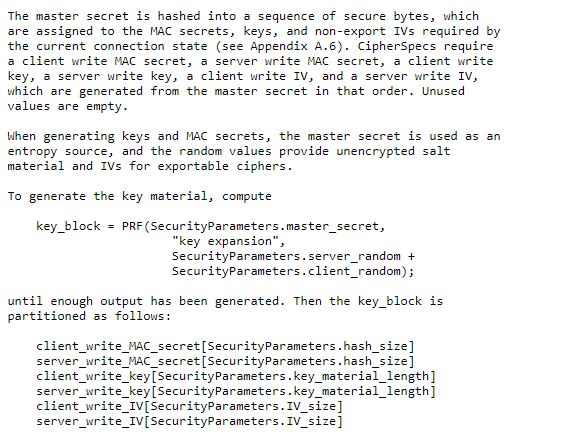 The master secret is hashed into a sequence of secure bytes, which
are assigned to the MAC secrets, keys, and non-export IVs required by
the current connection state (see Appendix A.6). CipherSpecs require
a client write MAC secret, a server write MAC secret, a client write
key, a server write key, a client write IV, and a server write IV,
which are generated from the master secret in that order. Unused
values are empty.

When generating keys and MAC secrets, the master secret is used as an
entropy source, and the random values provide unencrypted salt
material and IVs for exportable ciphers.

To generate the key material, compute

    key_block = PRF(SecurityParameters.master_secret,
                       "key expansion",
                       SecurityParameters.server_random +
                       SecurityParameters.client_random);

until enough output has been generated. Then the key_block is
partitioned as follows:

    client_write_MAC_secret[SecurityParameters.hash_size]
    server_write_MAC_secret[SecurityParameters.hash_size]
    client_write_key[SecurityParameters.key_material_length]
    server_write_key[SecurityParameters.key_material_length]
    client_write_IV[SecurityParameters.IV_size]
    server_write_IV[SecurityParameters.IV_size]